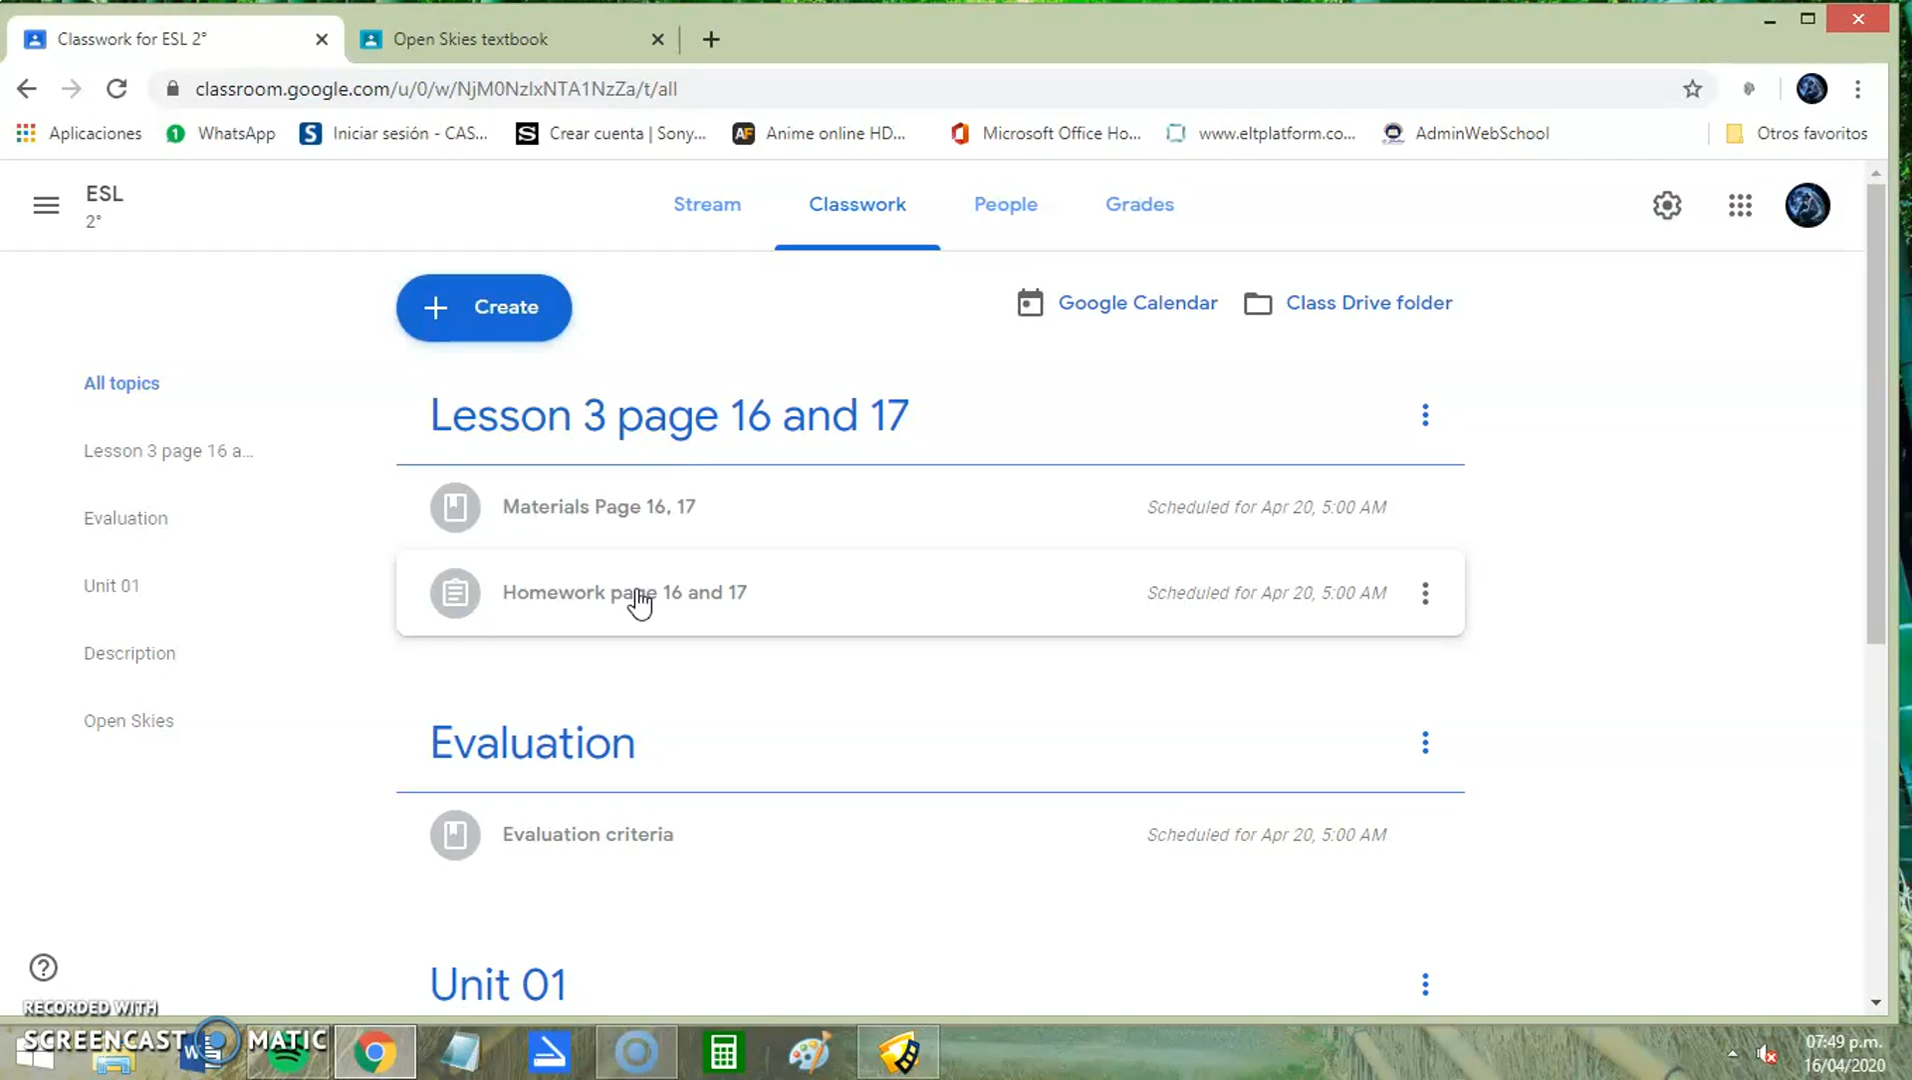 Classwork for ESL 2°
Open Skies textbook
classroom.google.com/u/0/w/NjM0NzIxNTA1NzZa/t/all
Aplicaciones
WhatsApp
Iniciar sesión - CAS...
Crear cuenta | Sony...
Anime online HD...
Microsoft Office Ho...
www.eltplatform.co...
AdminWebSchool
Otros favoritos
ESL
2°
Stream
Classwork
People
Grades
Create
Google Calendar
Class Drive folder
All topics
Lesson 3 page 16 a...
Evaluation
Unit 01
Description
Open Skies
Lesson 3 page 16 and 17
Materials Page 16, 17
Scheduled for Apr 20, 5:00 AM
Homework page 16 and 17
Scheduled for Apr 20, 5:00 AM
Evaluation
Evaluation criteria
Scheduled for Apr 20, 5:00 AM
Unit 01
RECORDED WITH
SCREENCAST MATIC
07:49 p.m.
16/04/2020